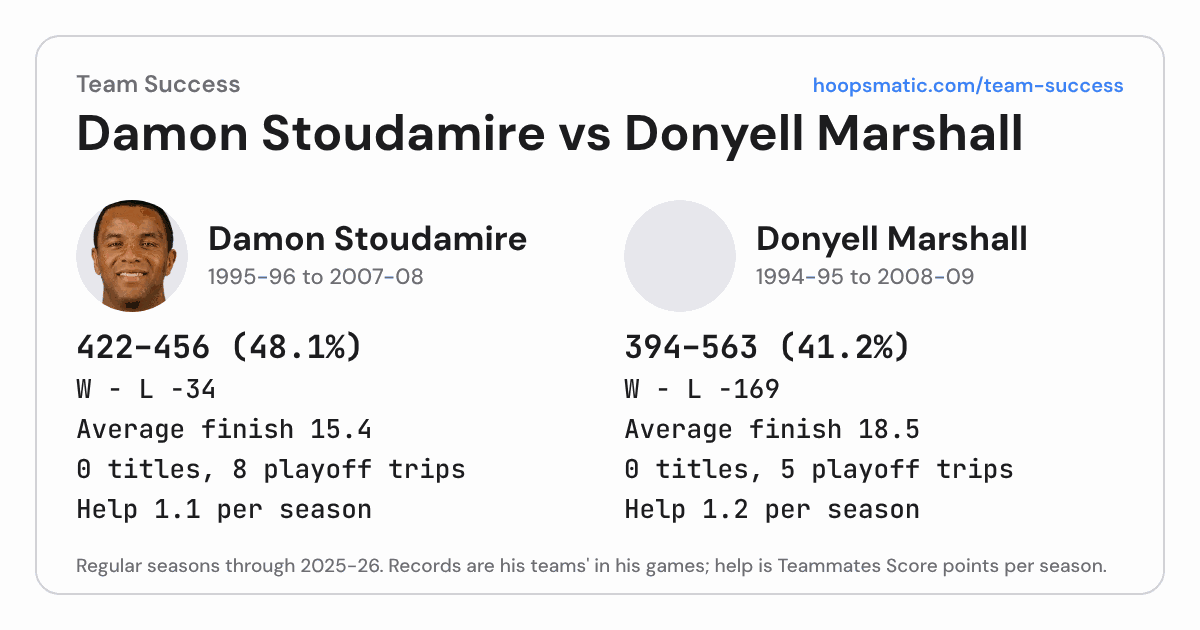 Team Success
hoopsmatic.com/team-success
Damon Stoudamire vs Donyell Marshall
Damon Stoudamire
1995-96 to 2007-08
422-456 (48.1%)
W - L -34
Average finish 15.4
0 titles, 8 playoff trips
Help 1.1 per season
Donyell Marshall
1994-95 to 2008-09
394-563 (41.2%)
W - L -169
Average finish 18.5
0 titles, 5 playoff trips
Help 1.2 per season
Regular seasons through 2025-26. Records are his teams' in his games; help is Teammates Score points per season.